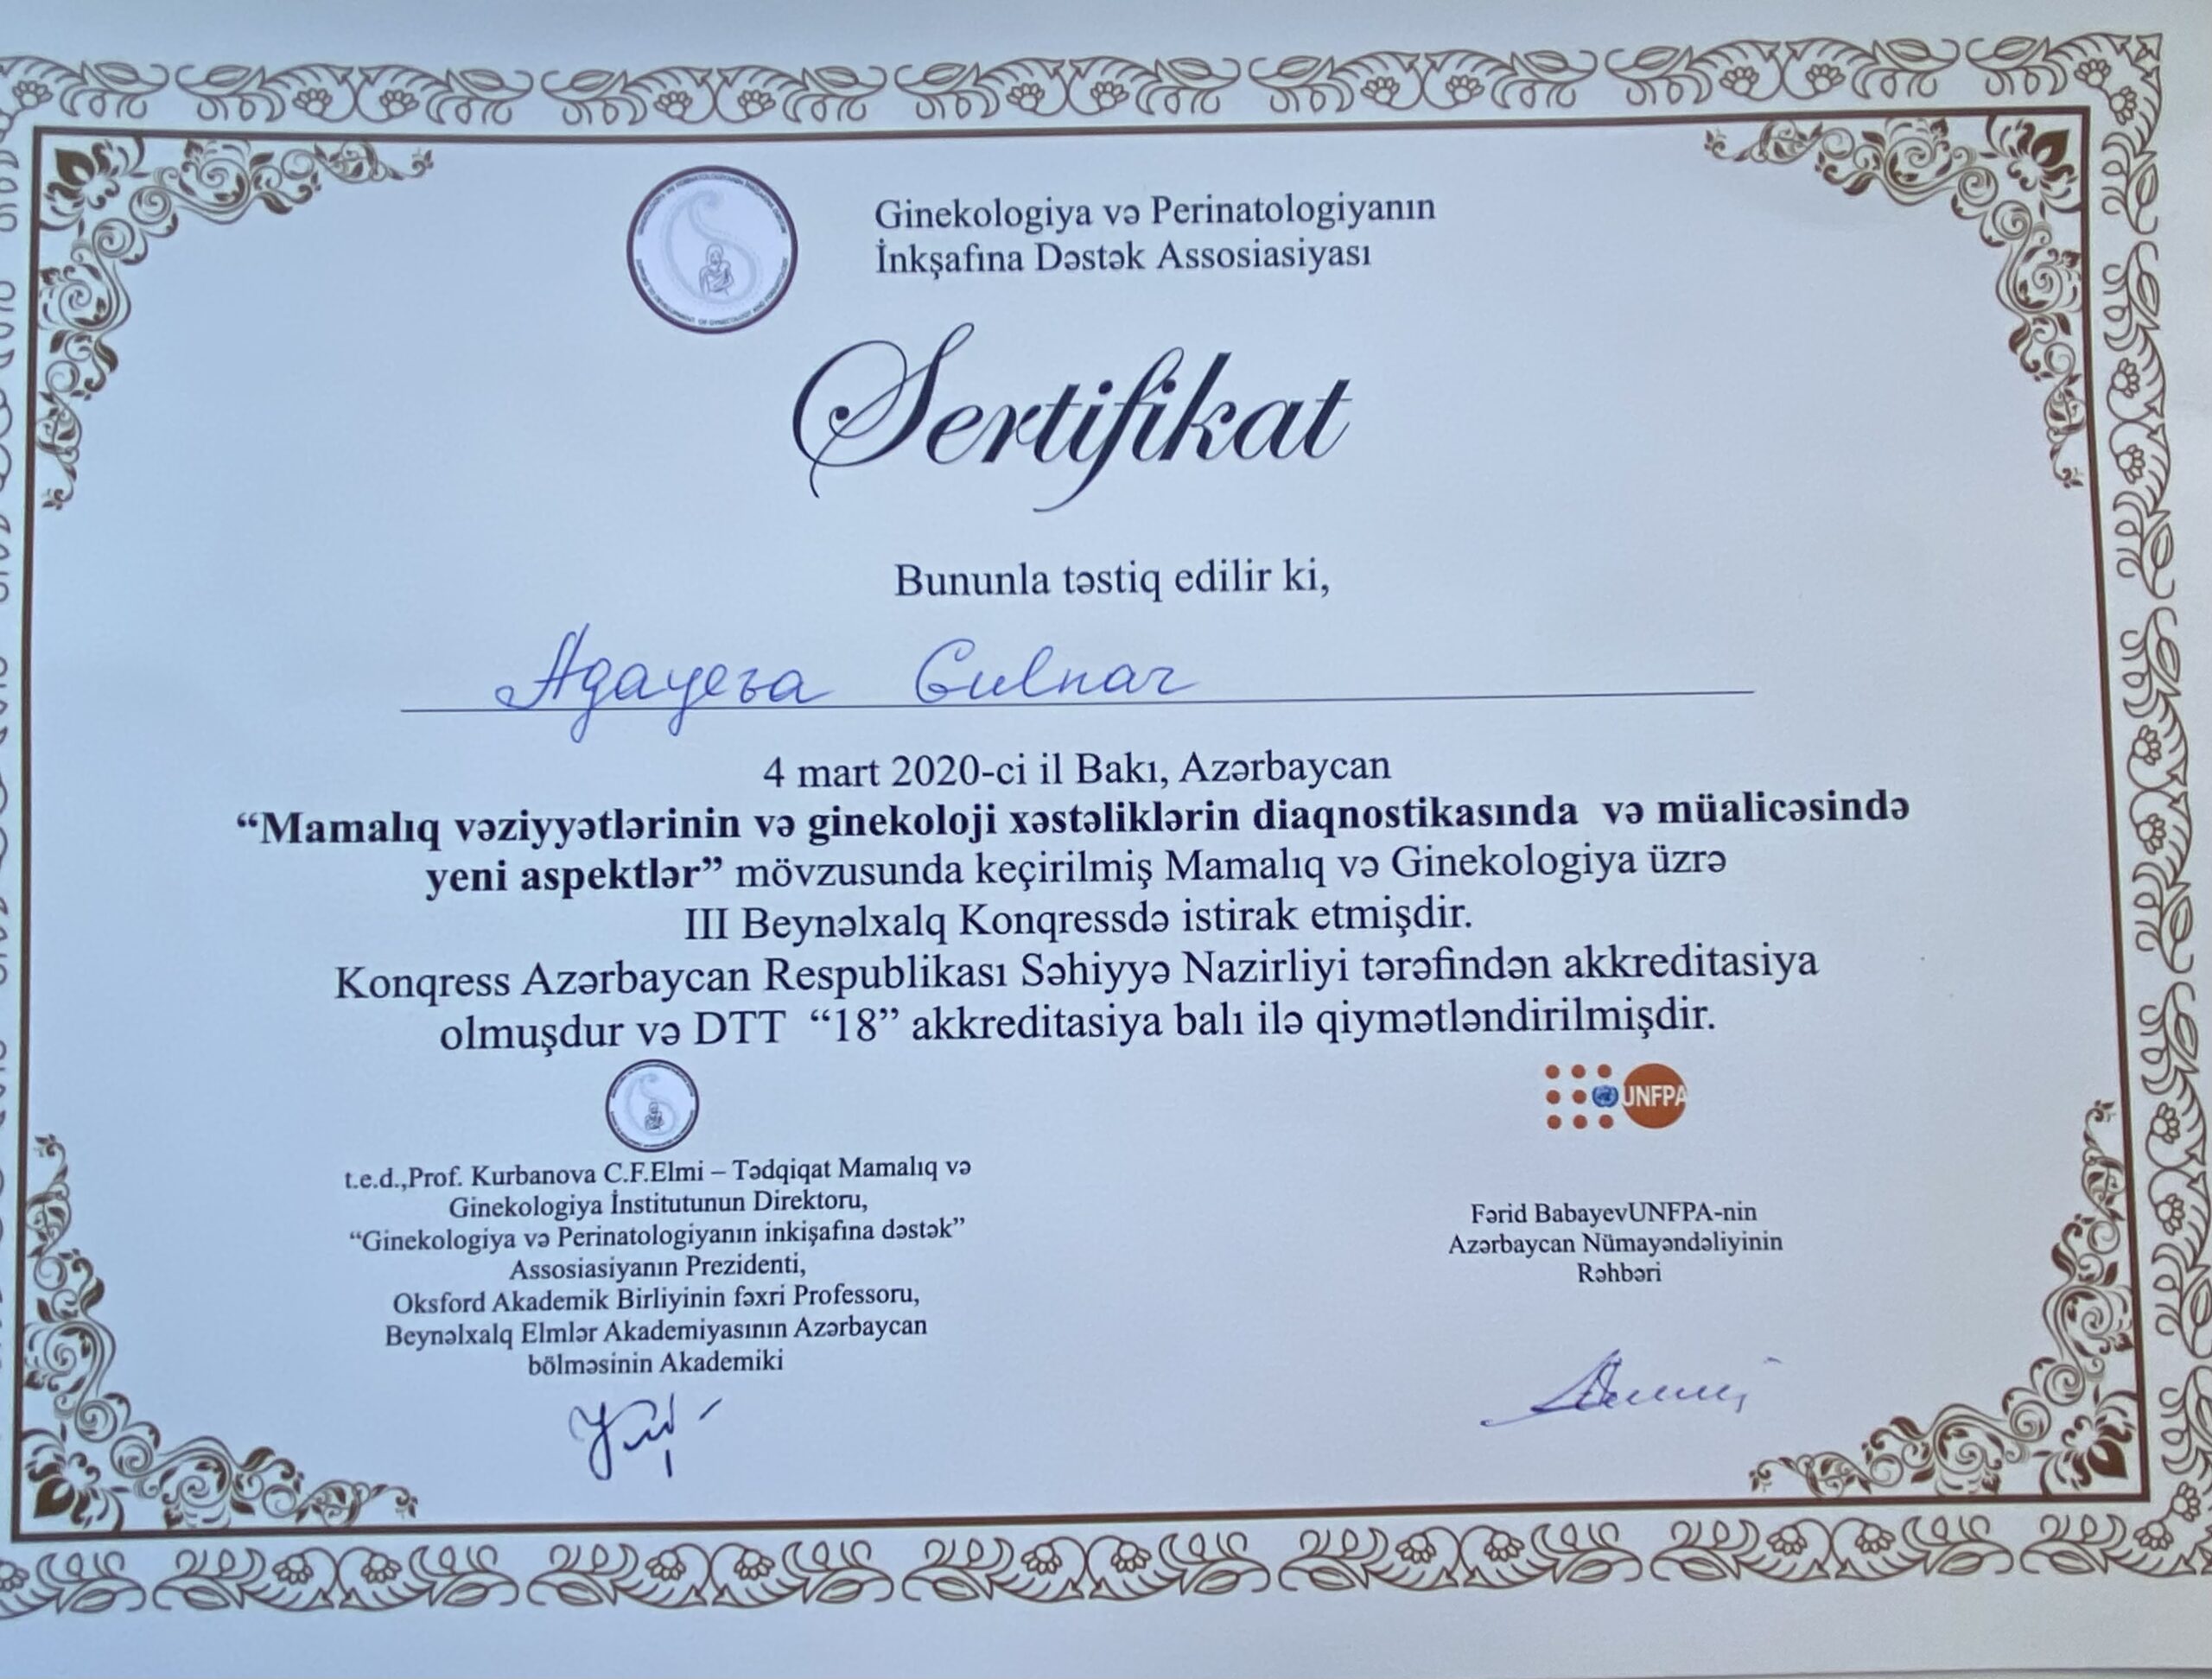 Ginekologiya və Perinatologiyanın
İnkşafına Dəstək Assosiasiyası
Sertifikat
Bununla təstiq edilir ki,
Agayeva Gulnar
4 mart 2020-ci il Bakı, Azərbaycan
“Mamalıq vəziyyətlərinin və ginekoloji xəstəliklərin diaqnostikasında və müalicəsində
yeni aspektlər” mövzusunda keçirilmiş Mamalıq və Ginekologiya üzrə
III Beynəlxalq Konqressdə istirak etmişdir.
Konqress Azərbaycan Respublikası Səhiyyə Nazirliyi tərəfindən akkreditasiya
olmuşdur və DTT “18” akkreditasiya balı ilə qiymətləndirilmişdir.
UNFPA
t.e.d.,Prof. Kurbanova C.F.Elmi – Tədqiqat Mamalıq və
Ginekologiya İnstitutunun Direktoru,
“Ginekologiya və Perinatologiyanın inkişafına dəstək”
Assosiasiyanın Prezidenti,
Oksford Akademik Birliyinin fəxri Professoru,
Beynəlxalq Elmlər Akademiyasının Azərbaycan
bölməsinin Akademiki
Fərid BabayevUNFPA-nin
Azərbaycan Nümayəndəliyinin
Rəhbəri